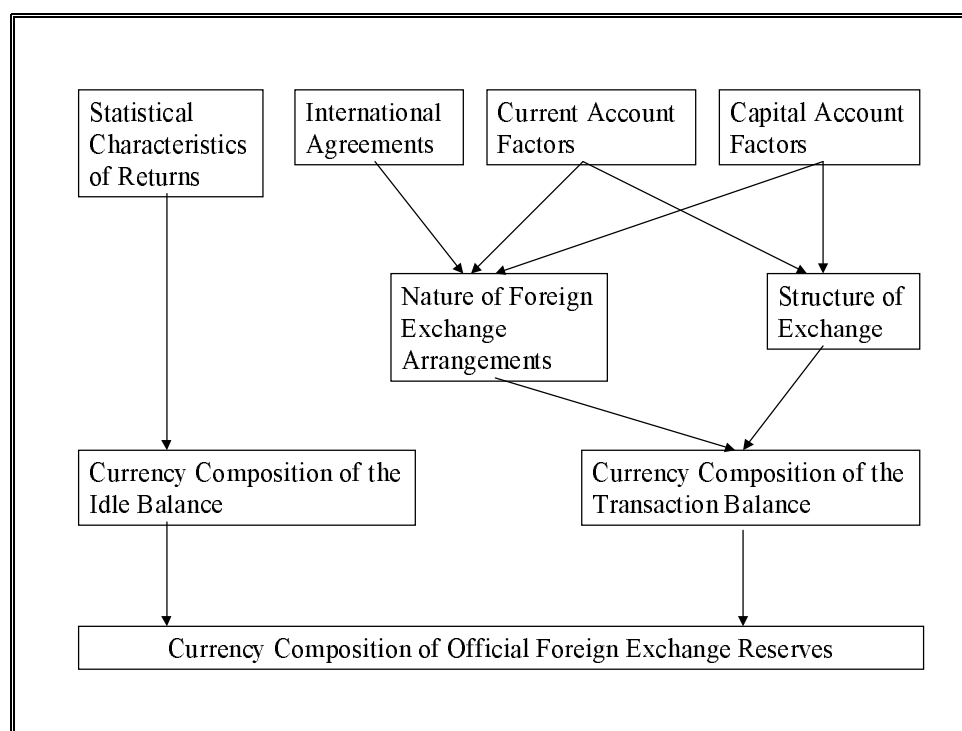 Statistical
Characteristics
of Returns
International
Agreements
Current Account
Factors
Capital Account
Factors
Nature of Foreign
Exchange
Arrangements
Structure of
Exchange
Currency Composition of the
Idle Balance
Currency Composition of the
Transaction Balance
Currency Composition of Official Foreign Exchange Reserves